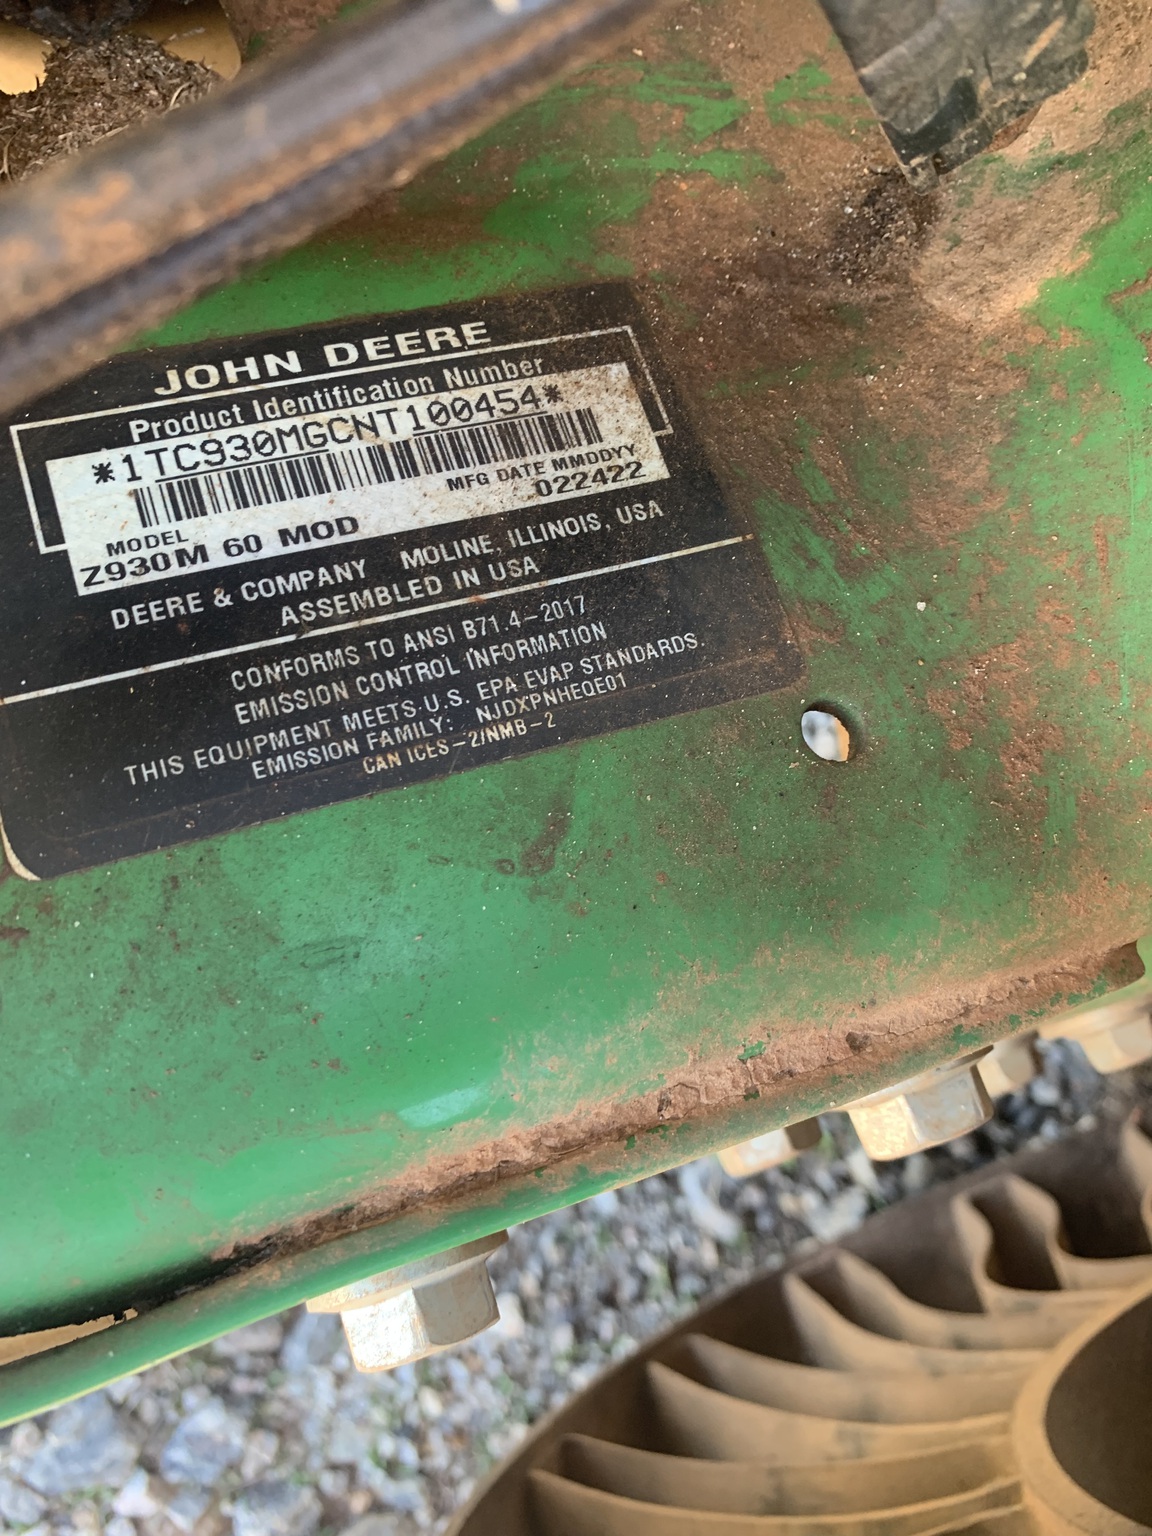 JOHN DEERE
Product Identification Number
*1TC930MGCNT100454*
MFG DATE MMDDYY
022422
MODEL
Z930M 60 MOD
DEERE & COMPANY MOLINE, ILLINOIS, USA
ASSEMBLED IN USA
CONFORMS TO ANSI B71.4-2017
EMISSION CONTROL INFORMATION
THIS EQUIPMENT MEETS U.S. EPA EVAP STANDARDS.
EMISSION FAMILY: NJDXPNHEQE01
CAN ICES-2/NMB-2